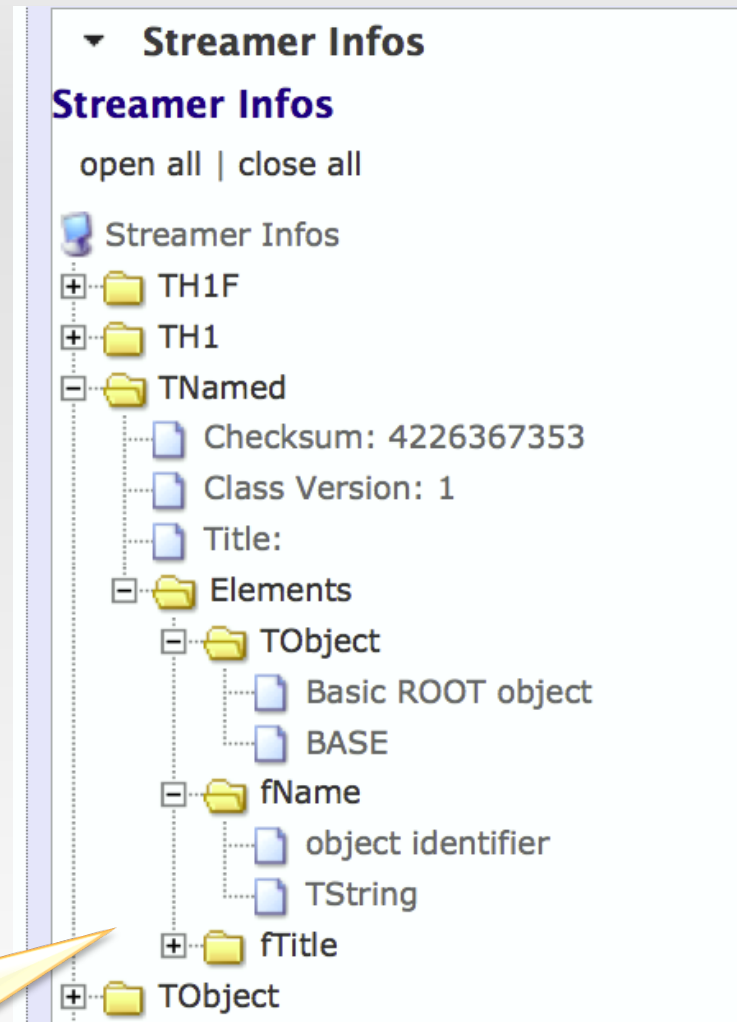 Streamer Infos
Streamer Infos
open all | close all
Streamer Infos
TH1F
TH1
TNamed
Checksum: 4226367353
Class Version: 1
Title:
Elements
TObject
Basic ROOT object
BASE
fName
object identifier
TString
fTitle
TObject